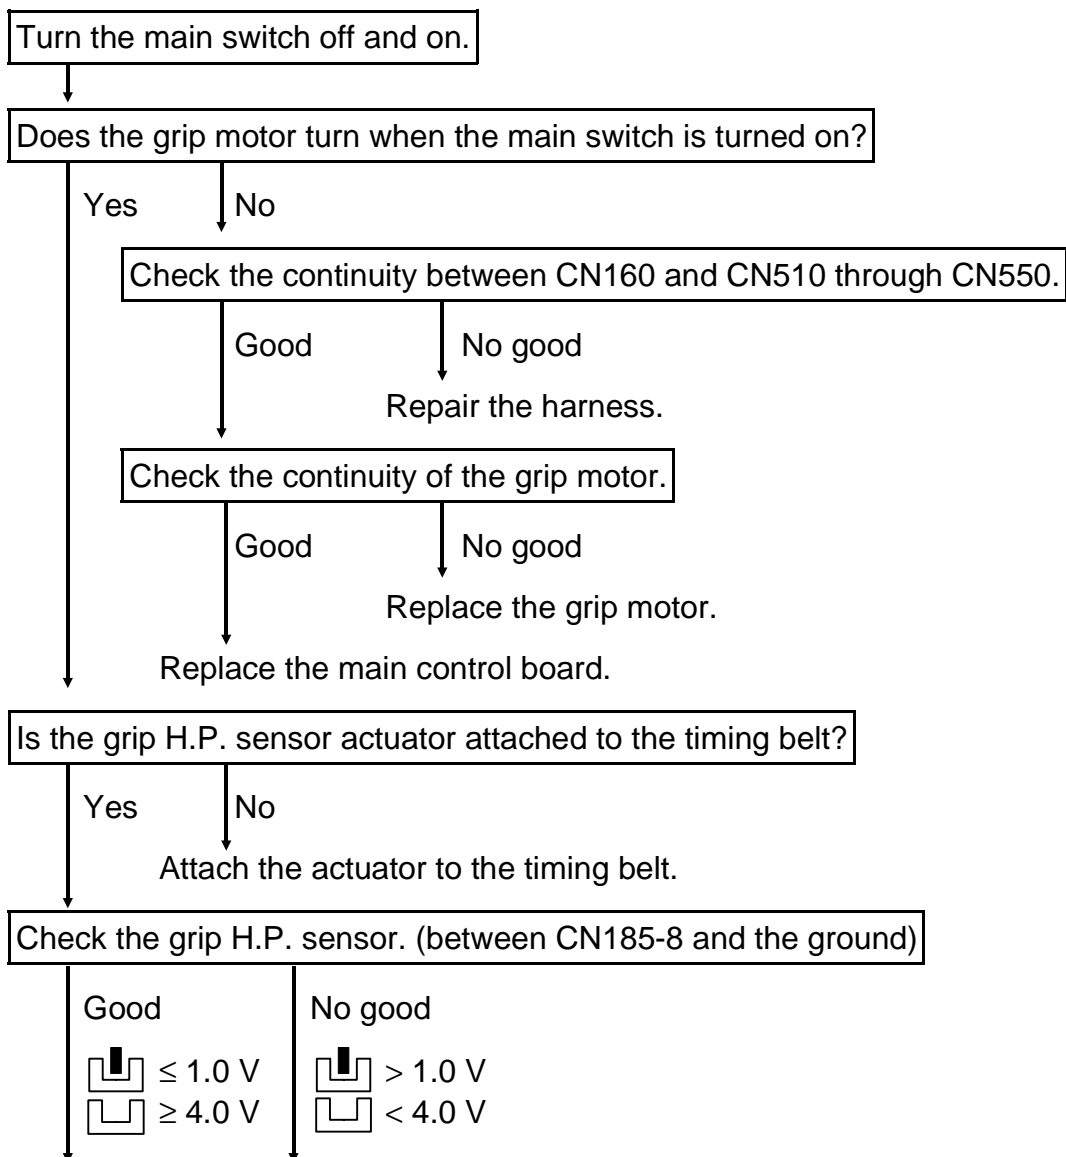 Turn the main switch off and on.
Does the grip motor turn when the main switch is turned on?
Yes No
Check the continuity between CN160 and CN510 through CN550.
Good No good
Repair the harness.
Check the continuity of the grip motor.
Good No good
Replace the grip motor.
Replace the main control board.
Is the grip H.P. sensor actuator attached to the timing belt?
Yes No
Attach the actuator to the timing belt.
Check the grip H.P. sensor. (between CN185-8 and the ground)
Good No good
≤ 1.0 V > 1.0 V
≥ 4.0 V < 4.0 V